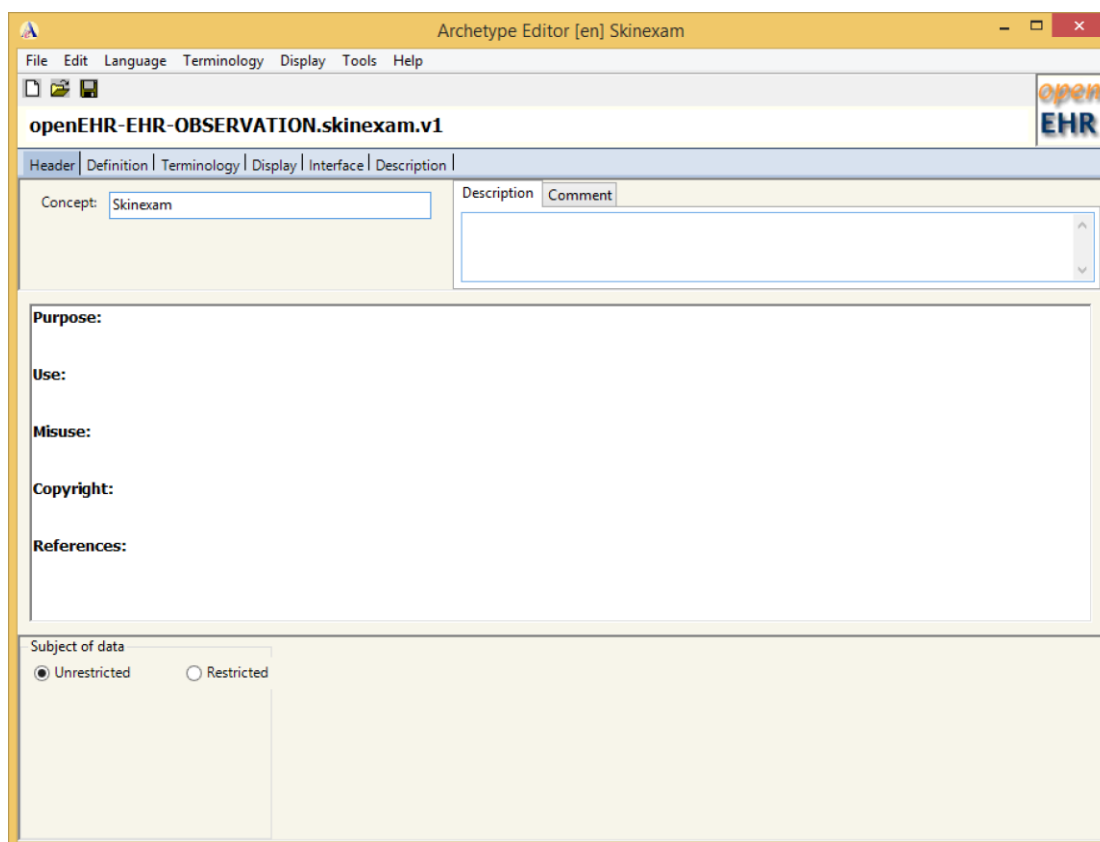 Archetype Editor [en] Skinexam
File Edit Language Terminology Display Tools Help
openEHR-EHR-OBSERVATION.skinexam.v1
open
EHR
Header Definition Terminology Display Interface Description
Concept: Skinexam
Description Comment
Purpose:
Use:
Misuse:
Copyright:
References:
Subject of data
Unrestricted Restricted